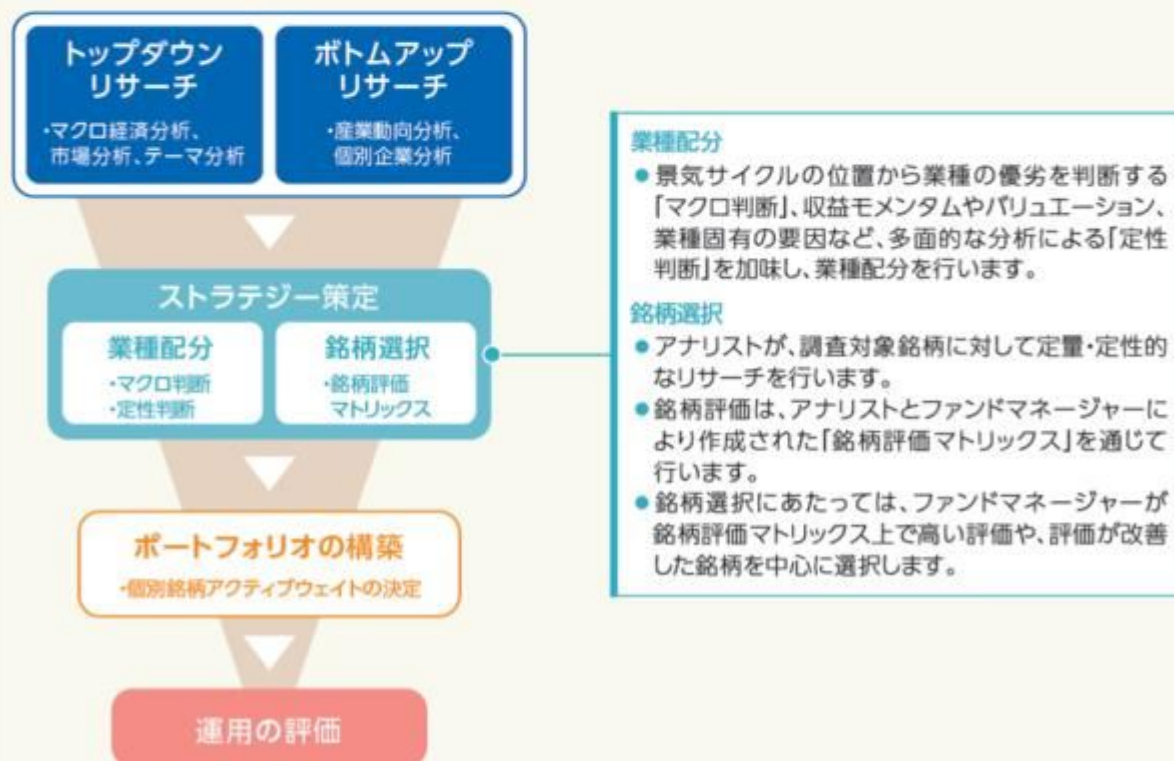 トップダウン
リサーチ
・マクロ経済分析、
市場分析、テーマ分析
ボトムアップ
リサーチ
・産業動向分析、
個別企業分析
ストラテジー策定
業種配分
・マクロ判断
・定性判断
銘柄選択
・銘柄評価
マトリックス
業種配分
●景気サイクルの位置から業種の優劣を判断する
「マクロ判断」、収益モメンタムやバリュエーション、
業種固有の要因など、多面的な分析による「定性
判断」を加味し、業種配分を行います。
銘柄選択
●アナリストが、調査対象銘柄に対して定量・定性的
なリサーチを行います。
●銘柄評価は、アナリストとファンドマネージャーに
より作成された「銘柄評価マトリックス」を通じて
行います。
●銘柄選択にあたっては、ファンドマネージャーが
銘柄評価マトリックス上で高い評価や、評価が改善
した銘柄を中心に選択します。
ポートフォリオの構築
・個別銘柄アクティブウェイトの決定
運用の評価